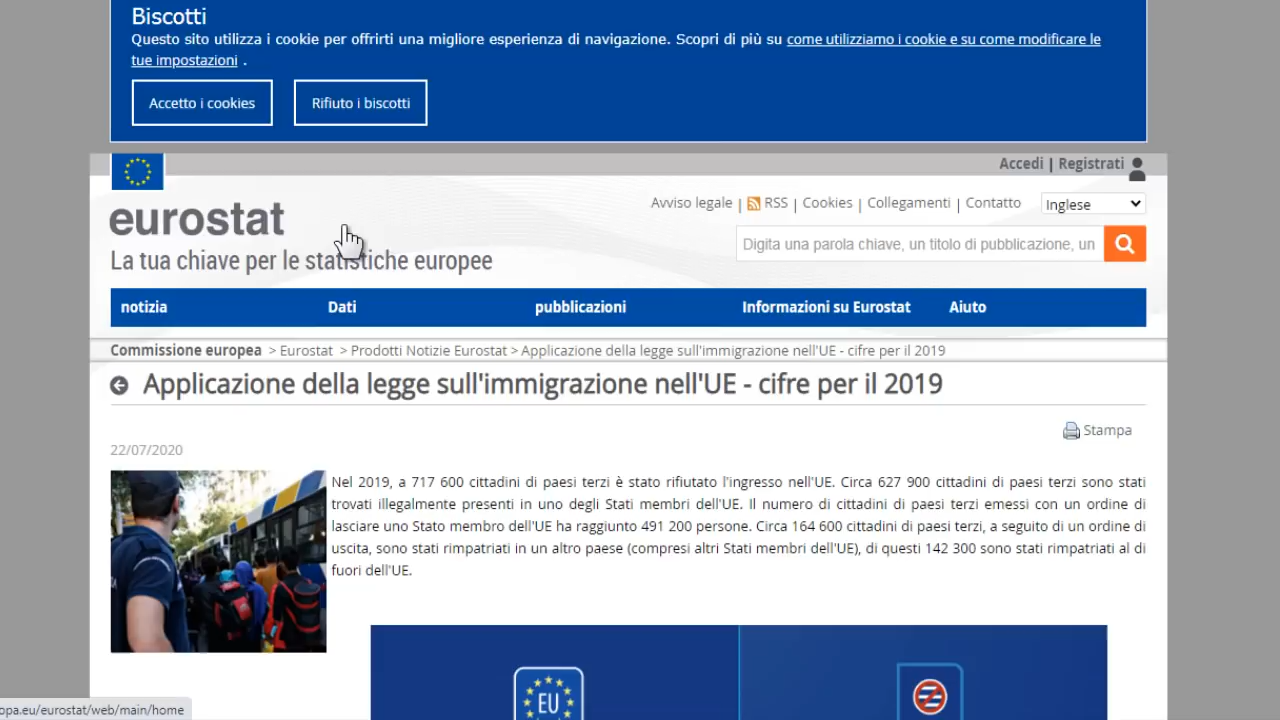 Biscotti
Questo sito utilizza i cookie per offrirti una migliore esperienza di navigazione. Scopri di più su come utilizziamo i cookie e su come modificare le
tue impostazioni .
Accetto i cookies
Rifiuto i biscotti
Accedi | Registrati
Avviso legale | RSS | Cookies | Collegamenti | Contatto
Inglese
eurostat
Digita una parola chiave, un titolo di pubblicazione, un
La tua chiave per le statistiche europee
notizia
Dati
pubblicazioni
Informazioni su Eurostat
Aiuto
Commissione europea > Eurostat > Prodotti Notizie Eurostat > Applicazione della legge sull'immigrazione nell'UE - cifre per il 2019
Applicazione della legge sull'immigrazione nell'UE - cifre per il 2019
Stampa
22/07/2020
Nel 2019, a 717 600 cittadini di paesi terzi è stato rifiutato l'ingresso nell'UE. Circa 627 900 cittadini di paesi terzi sono stati
trovati illegalmente presenti in uno degli Stati membri dell'UE. Il numero di cittadini di paesi terzi emessi con un ordine di
lasciare uno Stato membro dell'UE ha raggiunto 491 200 persone. Circa 164 600 cittadini di paesi terzi, a seguito di un ordine di
uscita, sono stati rimpatriati in un altro paese (compresi altri Stati membri dell'UE), di questi 142 300 sono stati rimpatriati al di
fuori dell'UE.
EU
opa.eu/eurostat/web/main/home